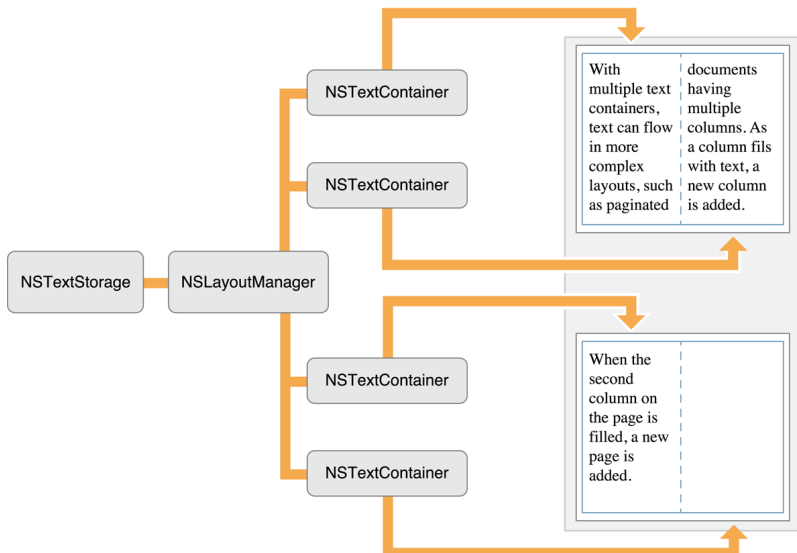 NSTextStorage
NSLayoutManager
NSTextContainer
NSTextContainer
NSTextContainer
NSTextContainer
With
multiple text
containers,
text can flow
in more
complex
layouts, such
as paginated
documents
having
multiple
columns. As
a column fils
with text, a
new column
is added.
When the
second
column on
the page is
filled, a new
page is
added.